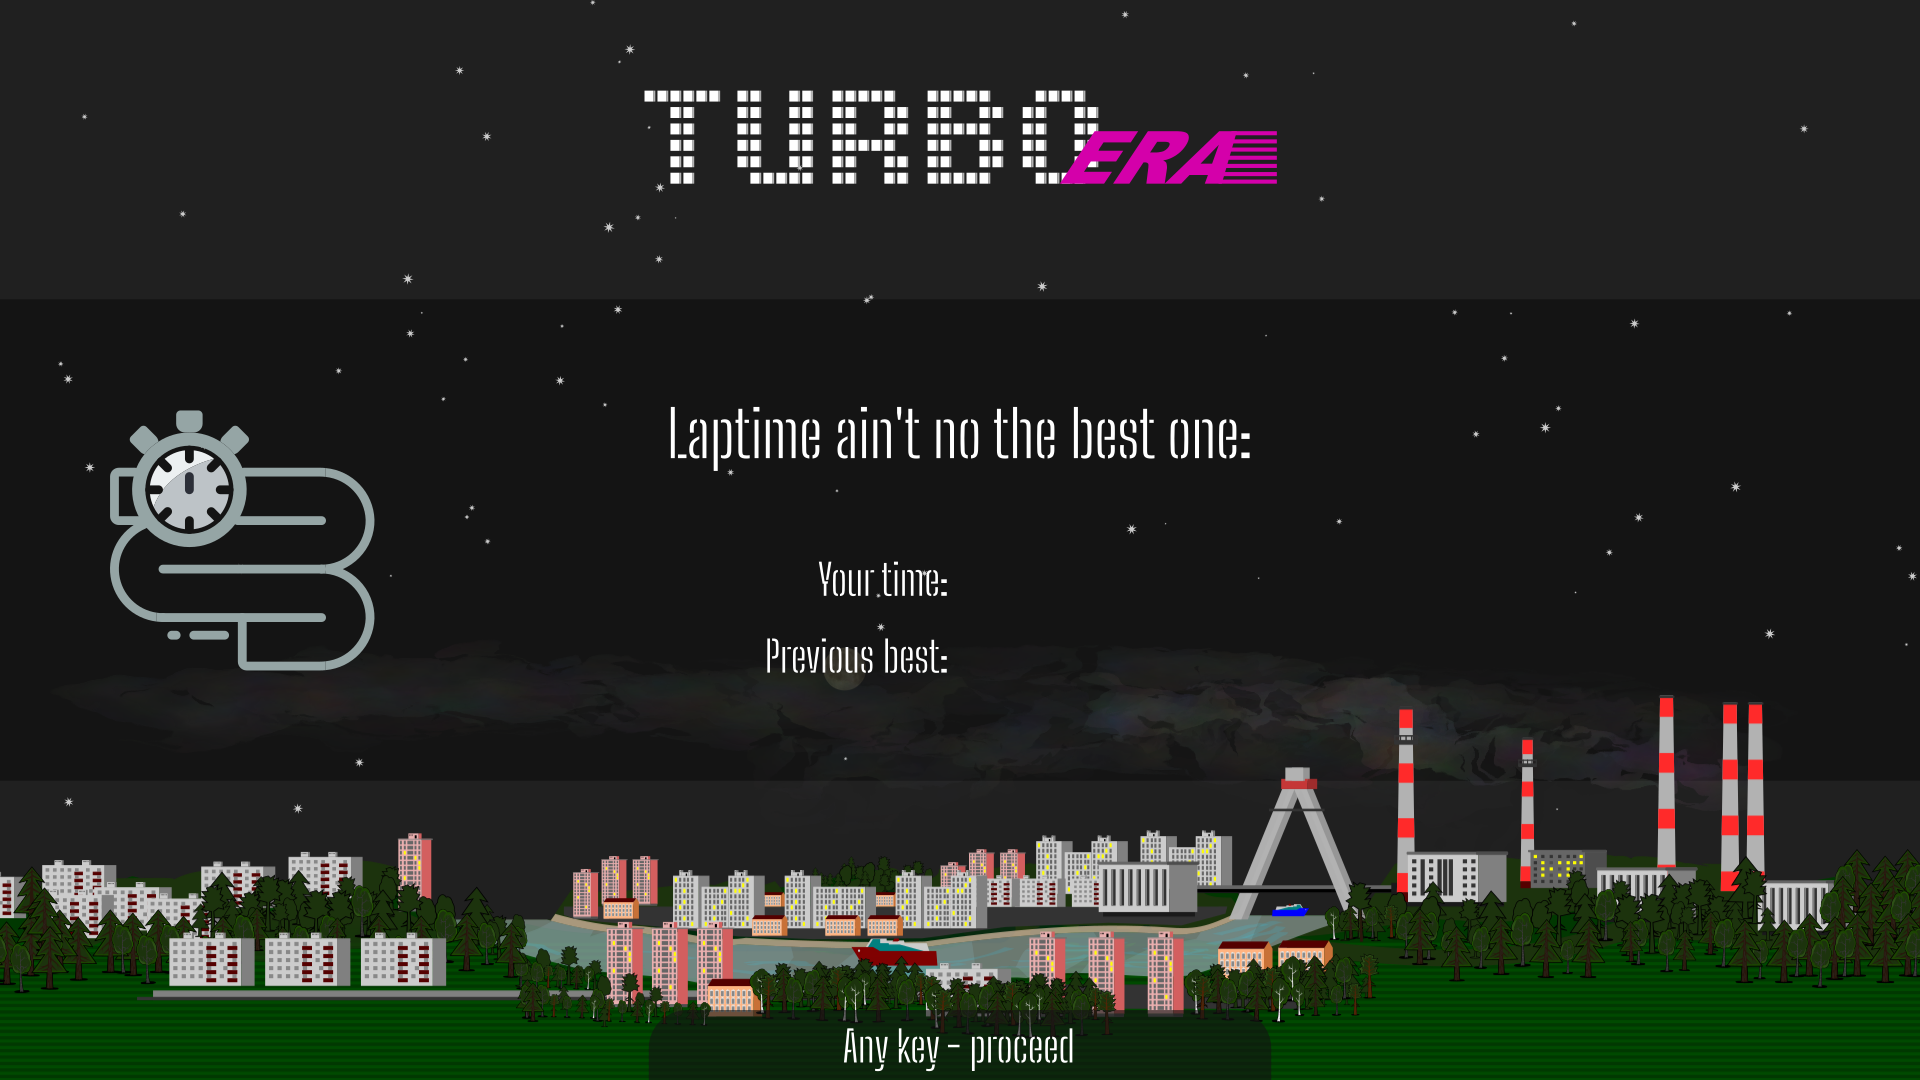 TURBO ERA
Laptime ain't no the best one:
Your time:
Previous best:
Any key - proceed